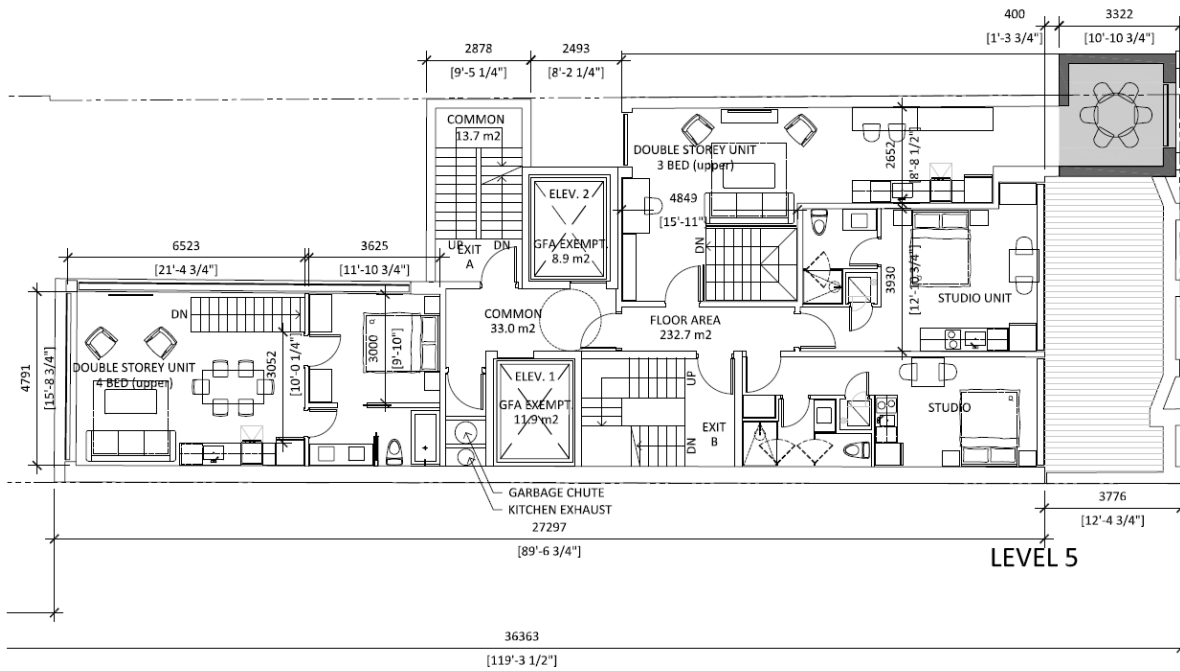 400
[1'-3 3/4"]
3322
[10'-10 3/4"]
2878
[9'-5 1/4"]
2493
[8'-2 1/4"]
COMMON
13.7 m2
DOUBLE STOREY UNIT
3 BED (upper)
2652
[8'-8 1/2"]
ELEV. 2
GFA EXEMPT.
8.9 m2
4849
[15'-11"]
UP
DN
EXIT
A
DN
6523
[21'-4 3/4"]
3625
[11'-10 3/4"]
3930
[12'-10 3/4"]
STUDIO UNIT
DN
COMMON
33.0 m2
FLOOR AREA
232.7 m2
4791
[15'-8 3/4"]
DOUBLE STOREY UNIT
4 BED (upper)
3052
[10'-0 1/4"]
3000
[9'-10"]
ELEV. 1
GFA EXEMPT.
11.9 m2
UP
DN
EXIT
B
STUDIO
GARBAGE CHUTE
KITCHEN EXHAUST
27297
[89'-6 3/4"]
3776
[12'-4 3/4"]
LEVEL 5
36363
[119'-3 1/2"]